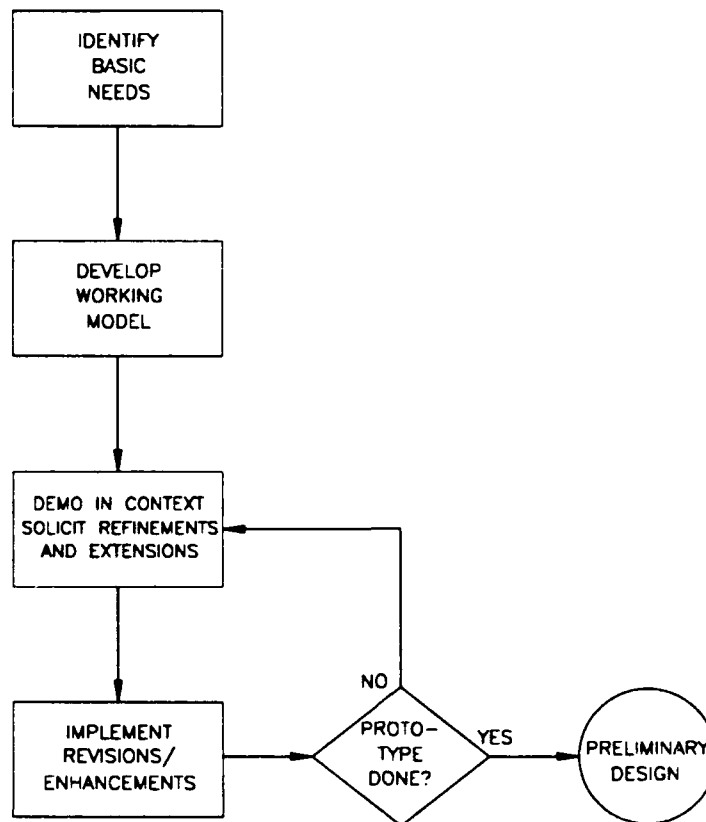 IDENTIFY
BASIC
NEEDS
DEVELOP
WORKING
MODEL
DEMO IN CONTEXT
SOLICIT REFINEMENTS
AND EXTENSIONS
IMPLEMENT
REVISIONS/
ENHANCEMENTS
NO
PROTO-
TYPE
DONE?
YES
PRELIMINARY
DESIGN